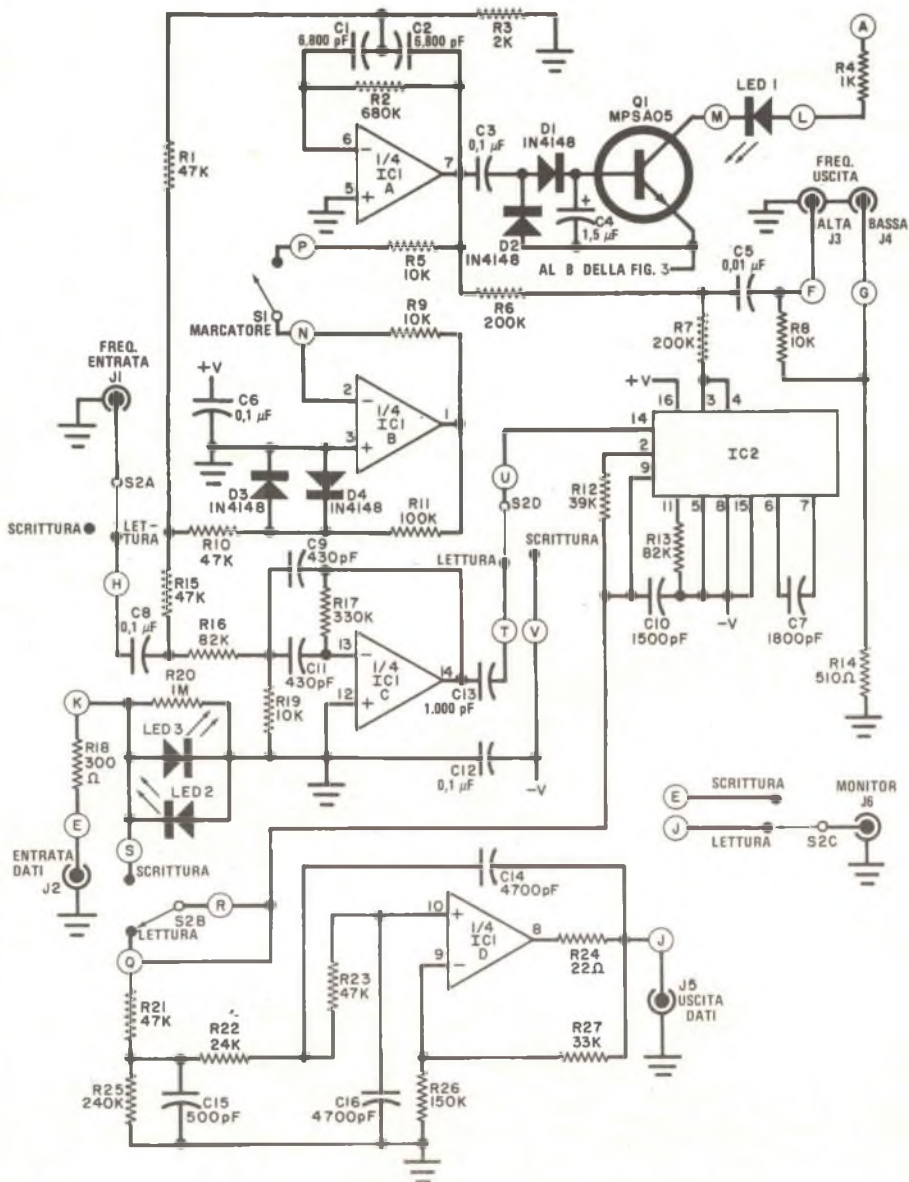 C1
6,800 pF
C2
6,800 pF
R3
2K
A
R4
1K
LED 1
Q1
MPSA05
M
L
R2
680K
R1
47K
6
1/4
IC1
A
7
5
C3
0,1 µF
D1
1N4148
FREQ.
USCITA
ALTA
J3
BASSA
J4
D2
1N4148
C4
1,5 µF
P
R5
10K
AL B DELLA FIG. 3
C5
0,01 µF
F
G
S1
MARCATORE
N
R9
10K
R6
200K
R7
200K
R8
10K
FREQ.
ENTRATA
J1
+V
C6
0,1 µF
2
1/4
IC1
B
1
3
+V
16
3
4
14
2
9
IC2
11
5
8
15
6
7
S2A
D3
1N4148
D4
1N4148
R11
100K
U
S2D
R12
39K
R13
82K
SCRITTURA
LET-
TURA
R10
47K
SCRITTURA
LETTURA
H
R15
47K
C9
430pF
R17
330K
T
V
C10
1500pF
-V
C7
1800pF
C8
0,1 µF
R16
82K
C11
430pF
13
1/4
IC1
C
14
12
C13
1.000 pF
R14
510Ω
R20
1M
R19
10K
K
LED3
R18
300
Ω
C12
0,1 µF
-V
LED2
E
SCRITTURA
MONITOR
J6
E
J
LETTURA
S2C
ENTRATA
DATI
J2
S
SCRITTURA
S2B
R
LETTURA
Q
C14
4700pF
10
1/4
IC1
D
8
9
R24
22Ω
J
R23
47K
J5
USCITA
DATI
R21
47K
R22
24K
R27
33K
R25
240K
C15
500pF
C16
4700pF
R26
150K